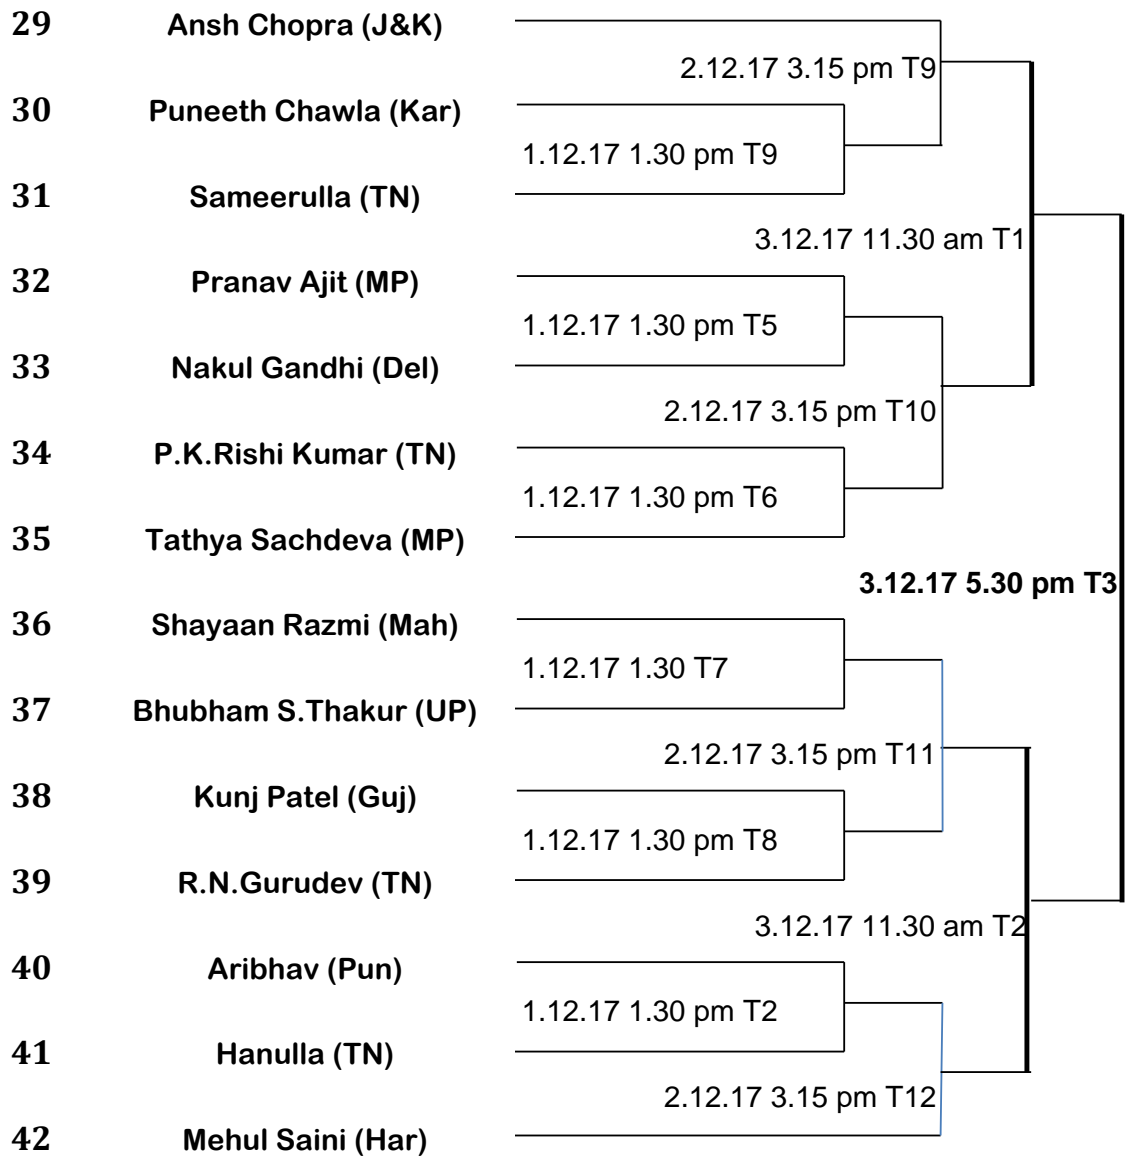 29 Ansh Chopra (J&K)
2.12.17 3.15 pm T9
30 Puneeth Chawla (Kar)
1.12.17 1.30 pm T9
31 Sameerulla (TN)
3.12.17 11.30 am T1
32 Pranav Ajit (MP)
1.12.17 1.30 pm T5
33 Nakul Gandhi (Del)
2.12.17 3.15 pm T10
34 P.K.Rishi Kumar (TN)
1.12.17 1.30 pm T6
35 Tathya Sachdeva (MP)
3.12.17 5.30 pm T3
36 Shayaan Razmi (Mah)
1.12.17 1.30 T7
37 Bhubham S.Thakur (UP)
2.12.17 3.15 pm T11
38 Kunj Patel (Guj)
1.12.17 1.30 pm T8
39 R.N.Gurudev (TN)
3.12.17 11.30 am T2
40 Aribhav (Pun)
1.12.17 1.30 pm T2
41 Hanulla (TN)
2.12.17 3.15 pm T12
42 Mehul Saini (Har)